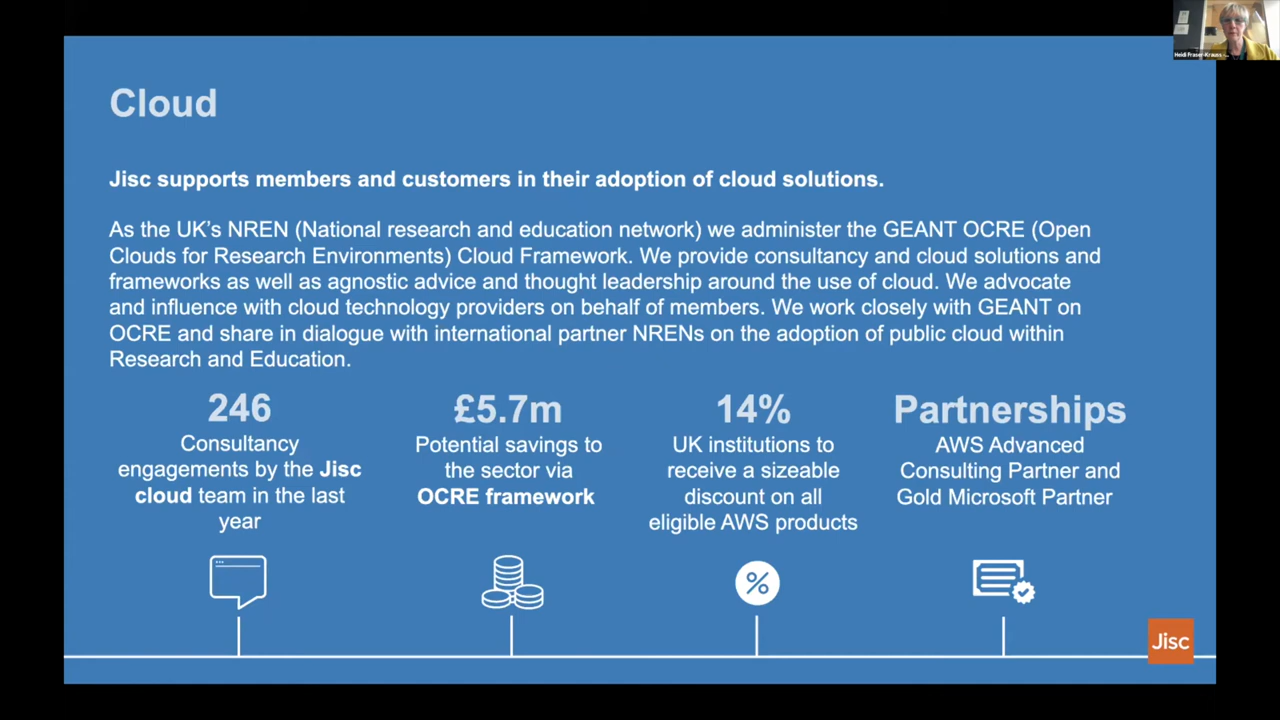 Cloud
Jisc supports members and customers in their adoption of cloud solutions.
As the UK's NREN (National research and education network) we administer the GEANT OCRE (Open
Clouds for Research Environments) Cloud Framework. We provide consultancy and cloud solutions and
frameworks as well as agnostic advice and thought leadership around the use of cloud. We advocate
and influence with cloud technology providers on behalf of members. We work closely with GEANT on
OCRE and share in dialogue with international partner NRENs on the adoption of public cloud within
Research and Education.
246
Consultancy
engagements by the Jisc
cloud team in the last
year
£5.7m
Potential savings to
the sector via
OCRE framework
14%
UK institutions to
receive a sizeable
discount on all
eligible AWS products
Partnerships
AWS Advanced
Consulting Partner and
Gold Microsoft Partner
%
Jisc
Heidi Fraser-Krauss